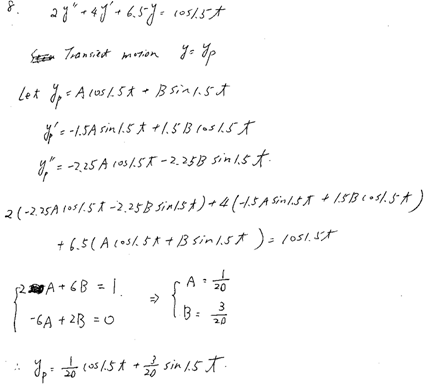 8. 2y" + 4y' + 6.5y = cos1.5t
Transient motion y = yp
Let yp = A cos1.5t + B sin1.5t
yp' = -1.5A sin1.5t + 1.5B cos1.5t
yp" = -2.25A cos1.5t - 2.25B sin1.5t.
2(-2.25A cos1.5t - 2.25B sin1.5t) + 4(-1.5A sin1.5t + 1.5B cos1.5t)
+ 6.5(A cos1.5t + B sin1.5t) = cos1.5t
{ 2A + 6B = 1. ⇒ { A = 1/20
-6A + 2B = 0 B = 3/20
∴ yp = 1/20 cos1.5t + 3/20 sin1.5t.